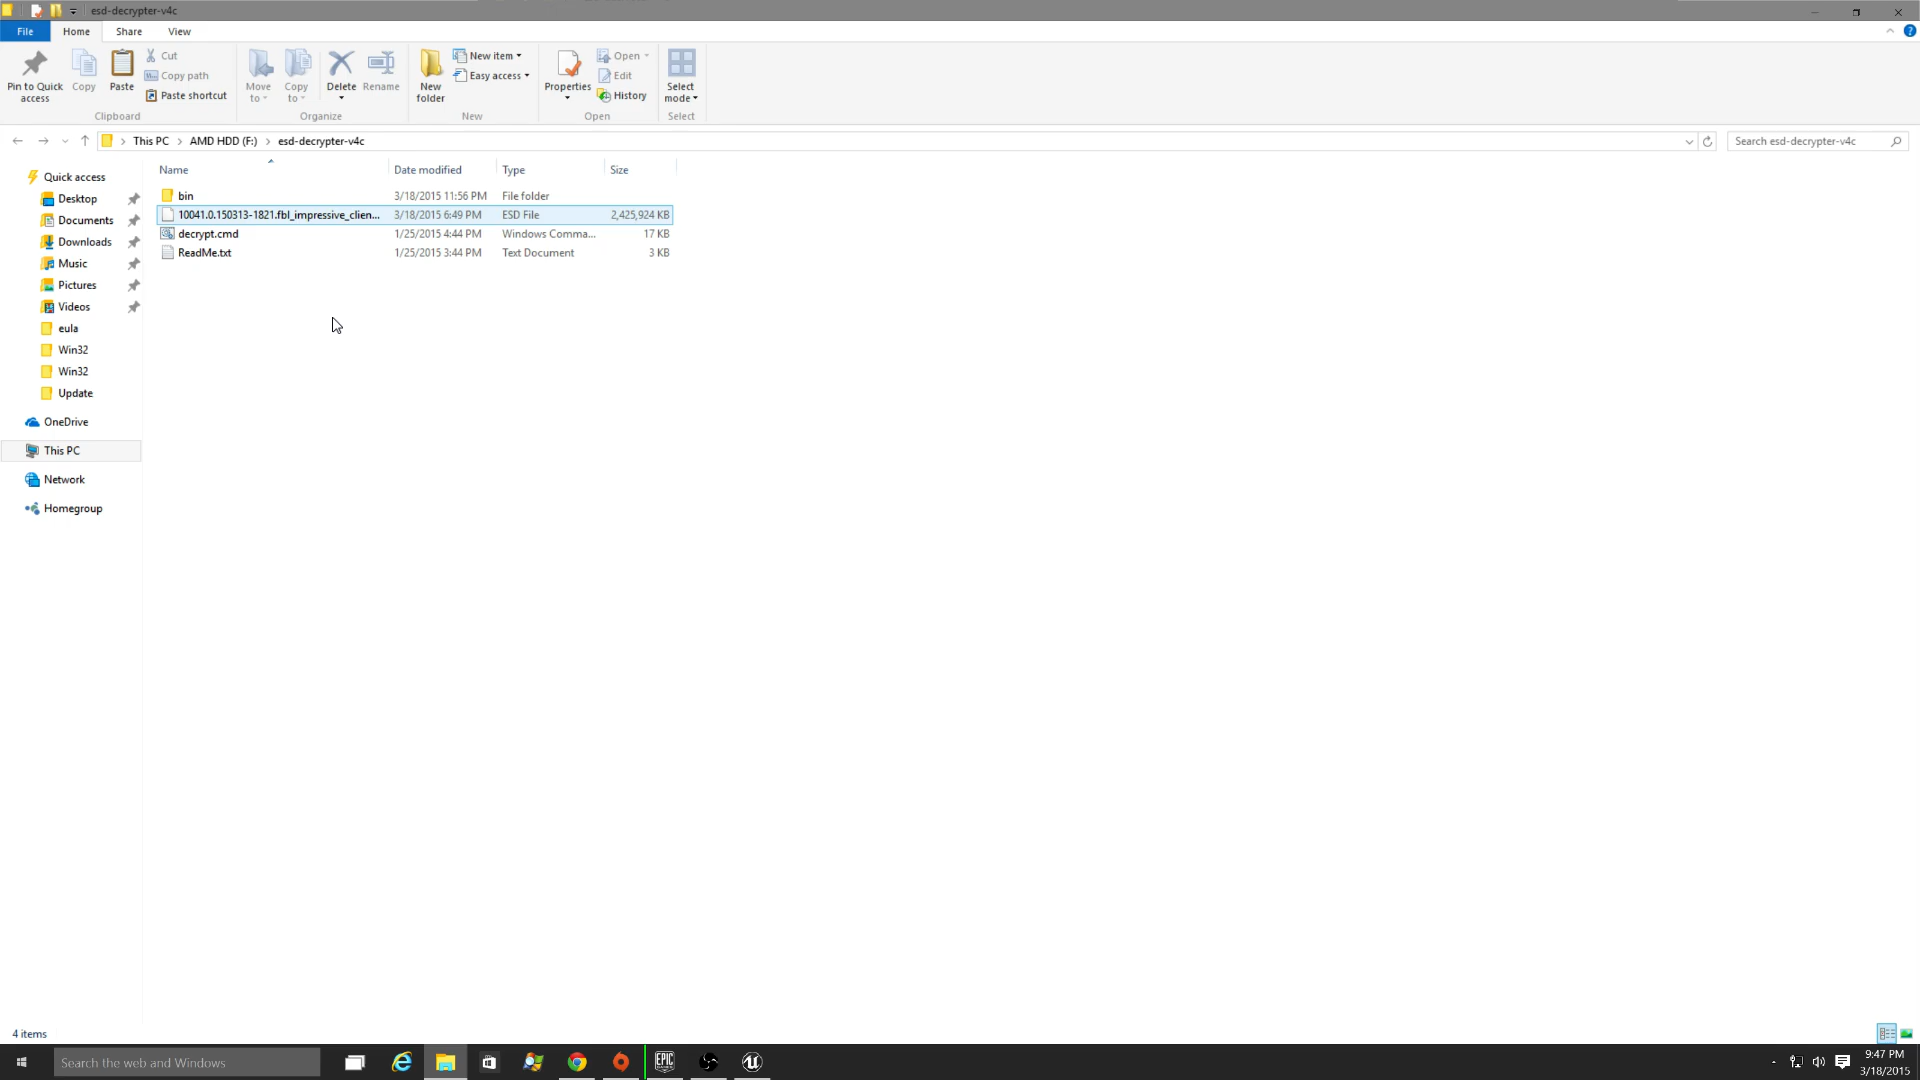 esd-decrypter-v4c
File Home Share View
Pin to Quick access
Copy
Paste
Cut
Copy path
Paste shortcut
Clipboard
Move to
Copy to
Delete
Rename
Organize
New folder
New item
Easy access
New
Properties
Open
Edit
History
Open
Select mode
Select
This PC > AMD HDD (F:) > esd-decrypter-v4c
Search esd-decrypter-v4c
Quick access
Desktop
Documents
Downloads
Music
Pictures
Videos
eula
Win32
Win32
Update
OneDrive
This PC
Network
Homegroup
Name Date modified Type Size
bin 3/18/2015 11:56 PM File folder
10041.0.150313-1821.fbl_impressive_clien... 3/18/2015 6:49 PM ESD File 2,425,924 KB
decrypt.cmd 1/25/2015 4:44 PM Windows Comma... 17 KB
ReadMe.txt 1/25/2015 3:44 PM Text Document 3 KB
4 items
Search the web and Windows
EPIC
9:47 PM
3/18/2015